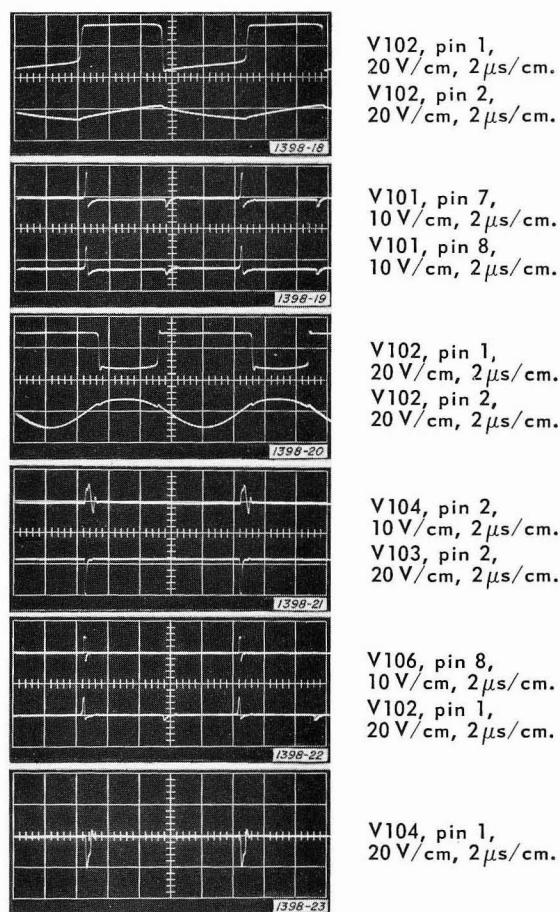 V102, pin 1,
20 V/cm, 2 μs/cm.
V102, pin 2,
20 V/cm, 2 μs/cm.
1398-18
V101, pin 7,
10 V/cm, 2 μs/cm.
V101, pin 8,
10 V/cm, 2 μs/cm.
1398-19
V102, pin 1,
20 V/cm, 2 μs/cm.
V102, pin 2,
20 V/cm, 2 μs/cm.
1398-20
V104, pin 2,
10 V/cm, 2 μs/cm.
V103, pin 2,
20 V/cm, 2 μs/cm.
1398-21
V106, pin 8,
10 V/cm, 2 μs/cm.
V102, pin 1,
20 V/cm, 2 μs/cm.
1398-22
V104, pin 1,
20 V/cm, 2 μs/cm.
1398-23